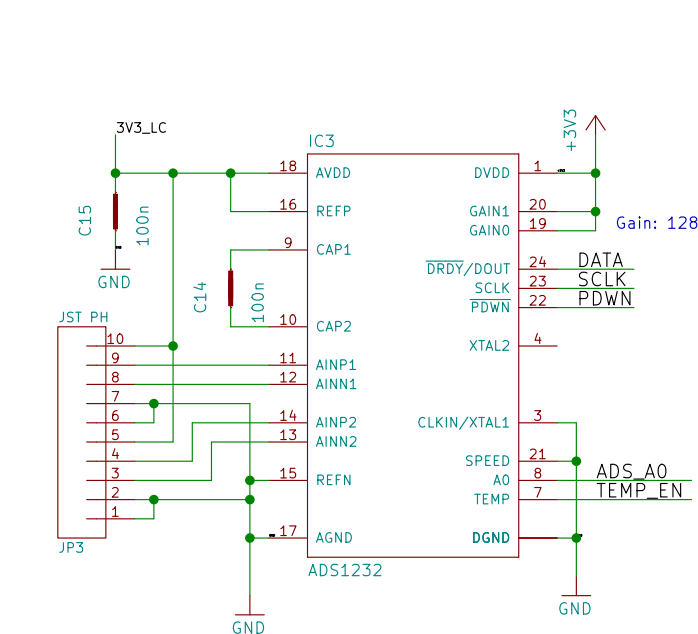 3V3_LC
+3V3
IC3
18 AVDD
DVDD 1
C15
100n
16 REFP
GAIN1 20
GAIN0 19
Gain: 128
9 CAP1
GND
C14
100n
DRDY/DOUT 24 DATA
SCLK 23 SCLK
PDWN 22 PDWN
JST PH
10 CAP2
10
XTAL2 4
9
11 AINP1
8
12 AINN1
7
6
14 AINP2
CLKIN/XTAL1 3
5
13 AINN2
4
SPEED 21
3
15 REFN
A0 8 ADS_A0
2
TEMP 7 TEMP_EN
1
17 AGND
DGND
JP3
ADS1232
GND
GND